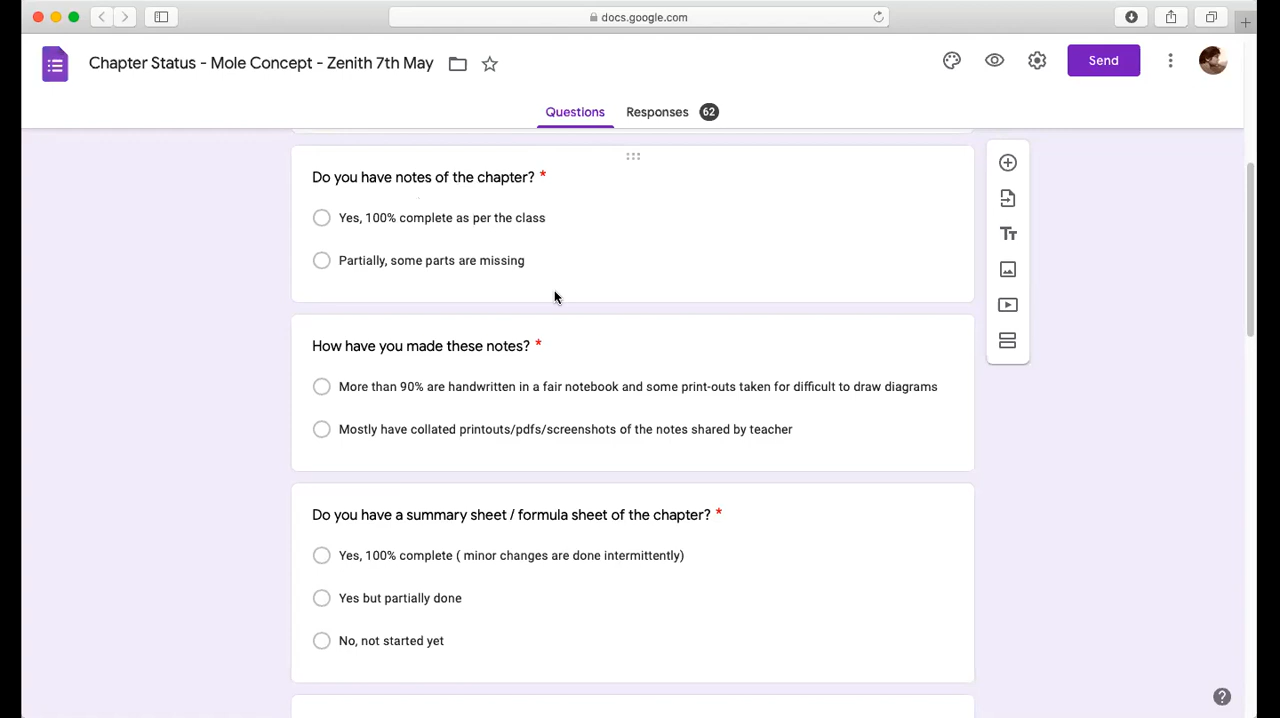 docs.google.com
Chapter Status - Mole Concept - Zenith 7th May
Send
Questions
Responses 62
Do you have notes of the chapter? *
Yes, 100% complete as per the class
Partially, some parts are missing
How have you made these notes? *
More than 90% are handwritten in a fair notebook and some print-outs taken for difficult to draw diagrams
Mostly have collated printouts/pdfs/screenshots of the notes shared by teacher
Do you have a summary sheet / formula sheet of the chapter? *
Yes, 100% complete ( minor changes are done intermittently)
Yes but partially done
No, not started yet